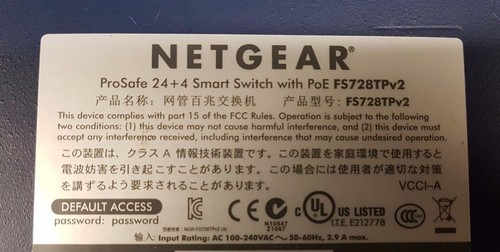 NETGEAR®
ProSafe 24+4 Smart Switch with PoE FS728TPv2
产品名称：网管百兆交换机 产品型号：FS728TPv2
This device complies with part 15 of the FCC Rules. Operation is subject to the following
two conditions: (1) this device may not cause harmful interference, and (2) this device must
accept any interference received, including interference that may cause undesired operation.
この装置は、クラス A 情報技術装置です。この装置を家庭環境で使用すると
電波妨害を引き起こすことがあります。この場合には使用者が適切な対策
を講ずるよう要求されることがあります。 VCCI-A
DEFAULT ACCESS
password: password
N10947
Z1067
c UL US LISTED
I.T.E. E212778
CCC
输入 Input Rating: AC 100-240VAC~ 50-60Hz, 2.9 A max.